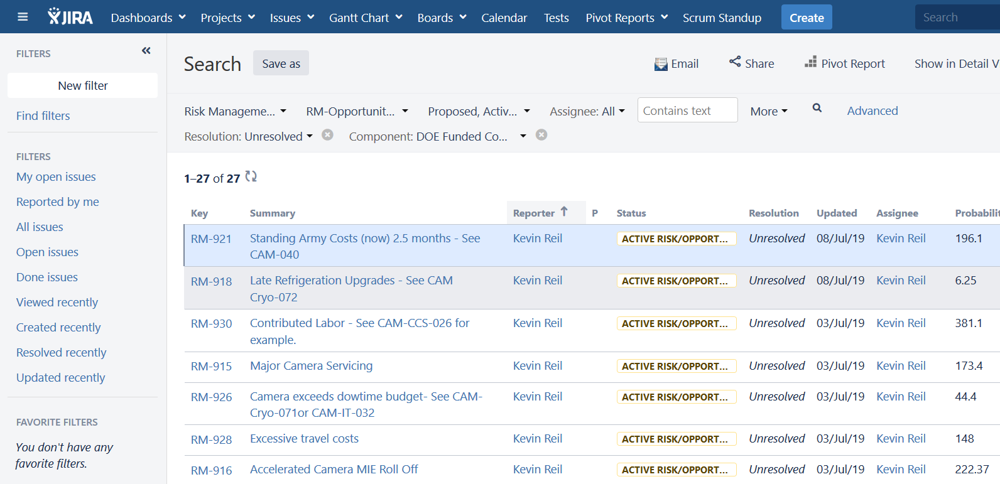 JIRA Dashboards Projects Issues Gantt Chart Boards Calendar Tests Pivot Reports Scrum Standup Create Search
FILTERS
New filter
Find filters
FILTERS
My open issues
Reported by me
All issues
Open issues
Done issues
Viewed recently
Created recently
Resolved recently
Updated recently
FAVORITE FILTERS
You don't have any
favorite filters.
Search Save as Email Share Pivot Report Show in Detail V
Risk Manageme... RM-Opportunit... Proposed, Activ... Assignee: All Contains text More Advanced
Resolution: Unresolved Component: DOE Funded Co...
1–27 of 27
Key Summary Reporter P Status Resolution Updated Assignee Probabilit
RM-921 Standing Army Costs (now) 2.5 months - See Kevin Reil ACTIVE RISK/OPPORT... Unresolved 08/Jul/19 Kevin Reil 196.1
CAM-040
RM-918 Late Refrigeration Upgrades - See CAM Kevin Reil ACTIVE RISK/OPPORT... Unresolved 08/Jul/19 Kevin Reil 6.25
Cryo-072
RM-930 Contributed Labor - See CAM-CCS-026 for Kevin Reil ACTIVE RISK/OPPORT... Unresolved 03/Jul/19 Kevin Reil 381.1
example.
RM-915 Major Camera Servicing Kevin Reil ACTIVE RISK/OPPORT... Unresolved 03/Jul/19 Kevin Reil 173.4
RM-926 Camera exceeds dowtime budget- See CAM- Kevin Reil ACTIVE RISK/OPPORT... Unresolved 03/Jul/19 Kevin Reil 44.4
Cryo-071or CAM-IT-032
RM-928 Excessive travel costs Kevin Reil ACTIVE RISK/OPPORT... Unresolved 03/Jul/19 Kevin Reil 148
RM-916 Accelerated Camera MIE Roll Off Kevin Reil ACTIVE RISK/OPPORT... Unresolved 03/Jul/19 Kevin Reil 222.37